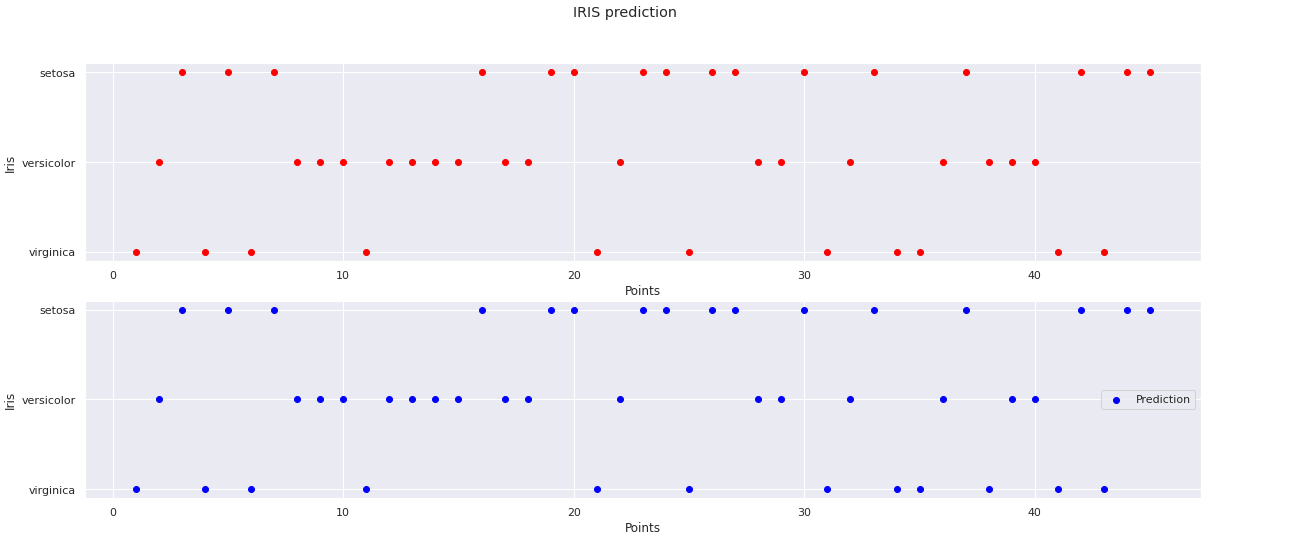 IRIS prediction
setosa
versicolor
virginica
Iris
0 10 20 30 40
Points
setosa
versicolor
virginica
Iris
Prediction
0 10 20 30 40
Points